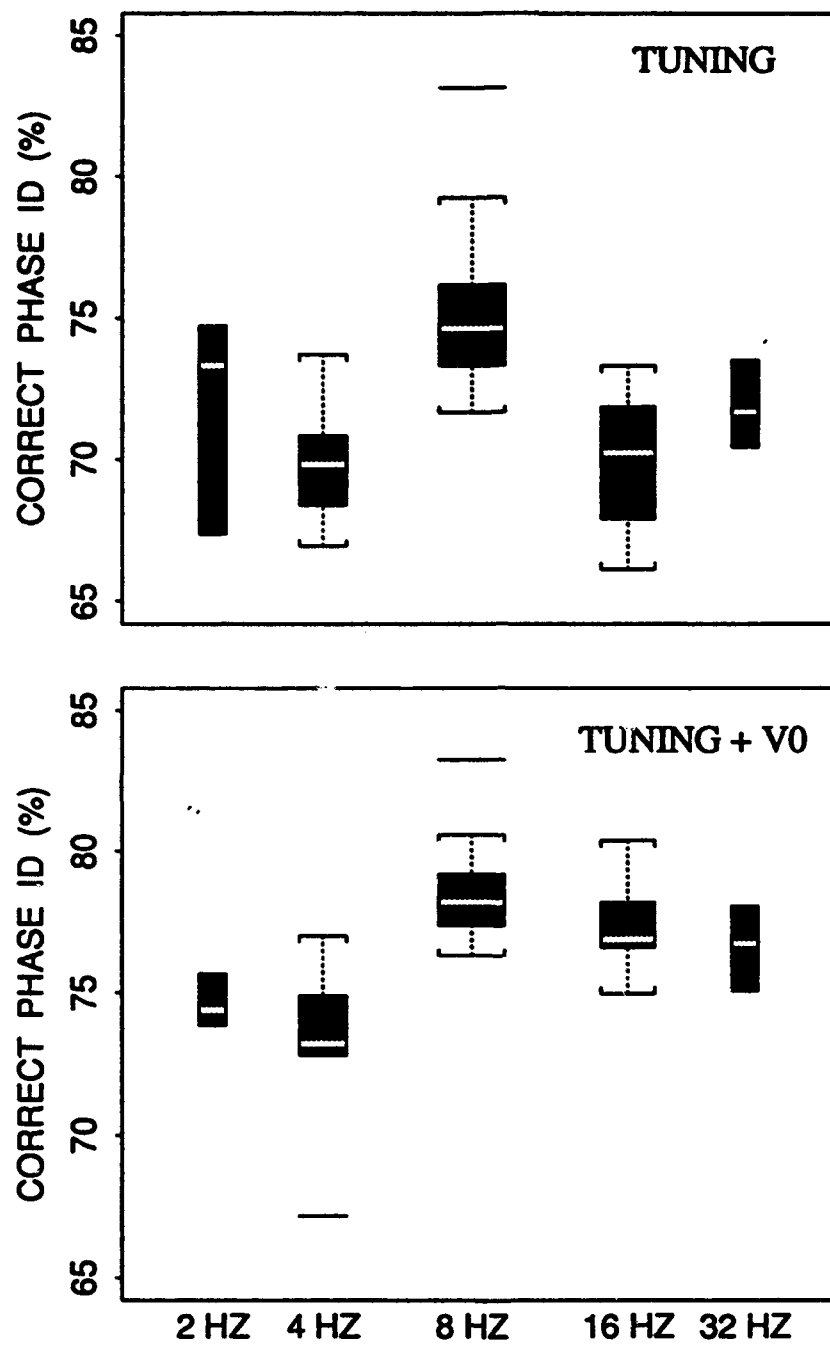 TUNING
CORRECT PHASE ID (%)
85
80
75
70
65
TUNING + V0
CORRECT PHASE ID (%)
85
80
75
70
65
2 HZ 4 HZ 8 HZ 16 HZ 32 HZ